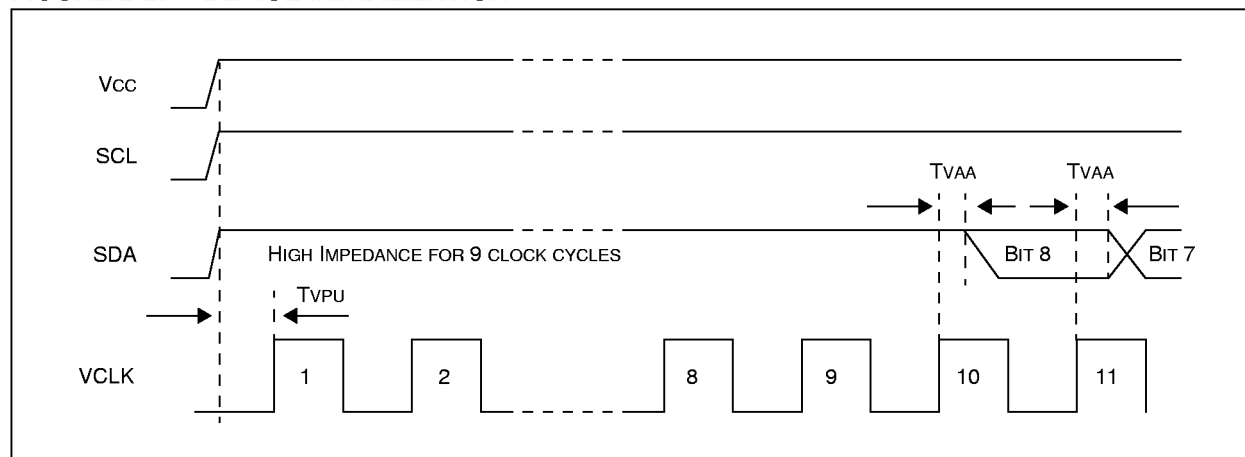 VCC
SCL
TVAA TVAA
SDA HIGH IMPEDANCE FOR 9 CLOCK CYCLES BIT 8 BIT 7
TVPU
VCLK 1 2 8 9 10 11